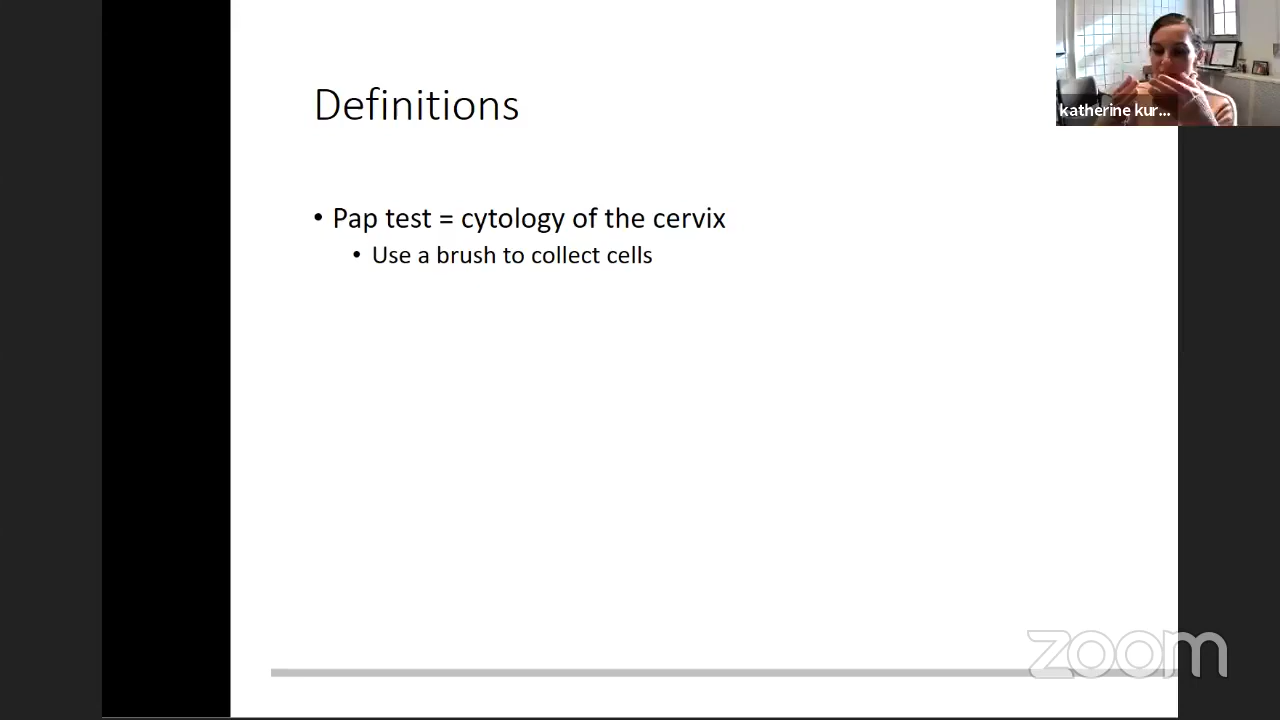 Definitions
• Pap test = cytology of the cervix
• Use a brush to collect cells
katherine kur...
zoom